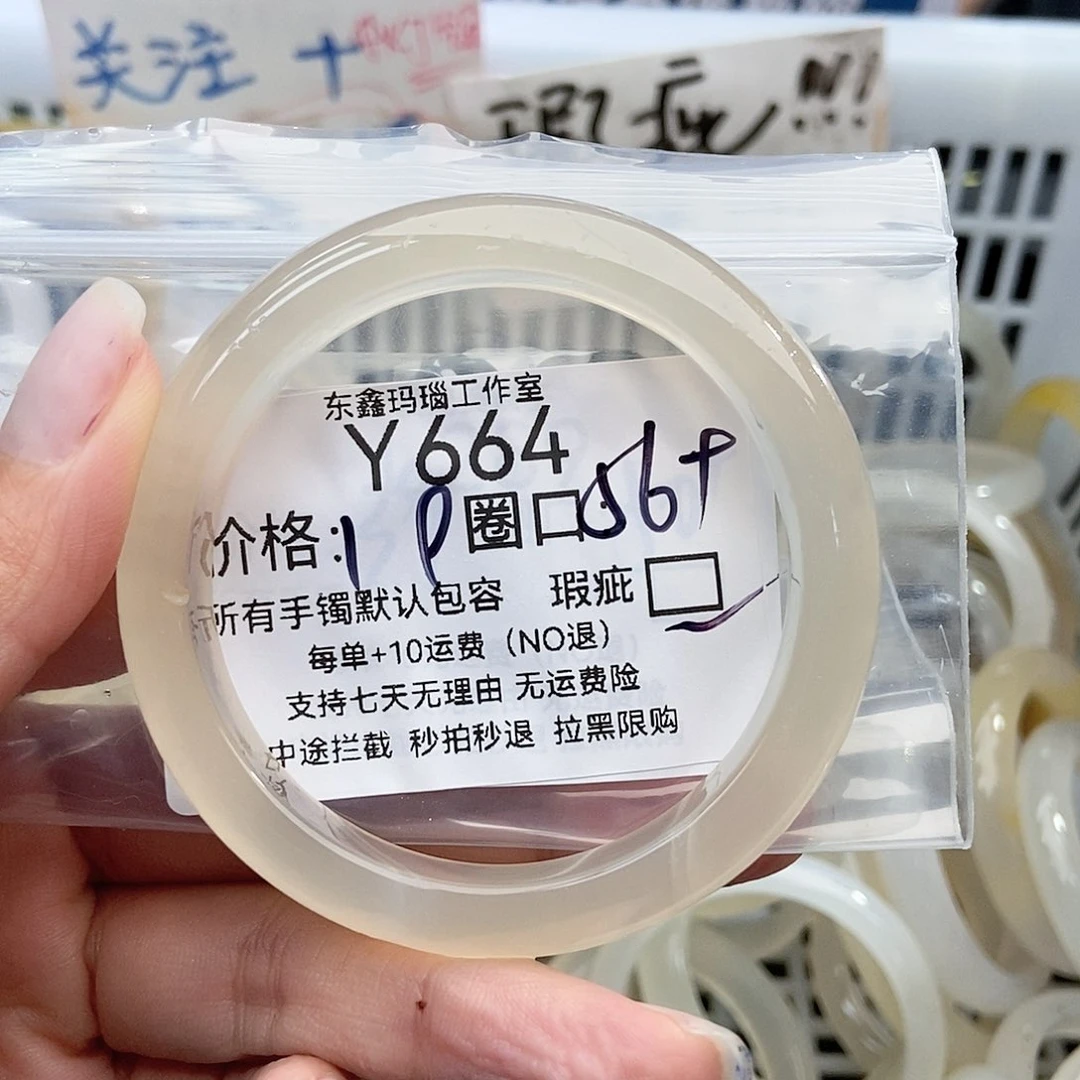 关注+
瑕疵!!!
东鑫玛瑙工作室
Y664
价格: 圈口56+
所有手镯默认包容 瑕疵
每单+10运费（NO退）
支持七天无理由 无运费险
中途拦截 秒拍秒退 拉黑限购